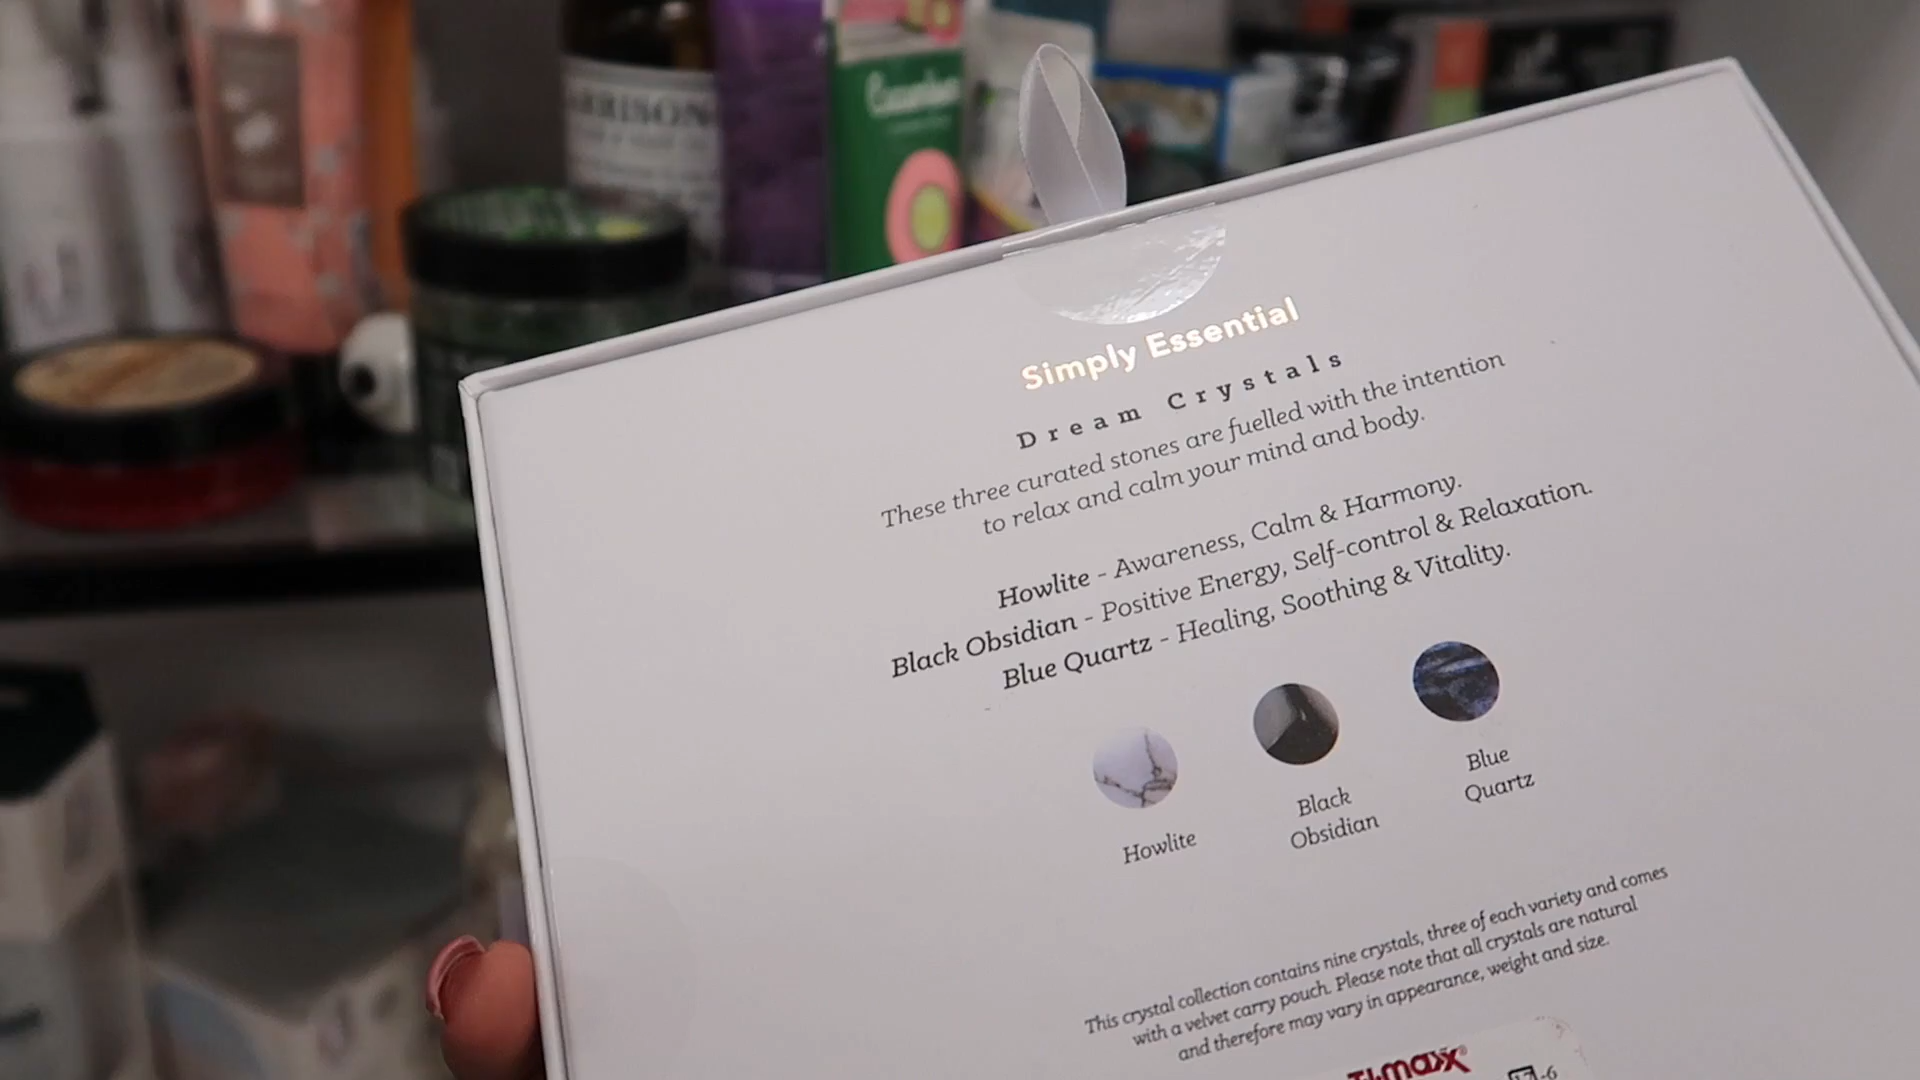 RRISON
Cucumber
Simply Essential
Dream Crystals
These three curated stones are fuelled with the intention
to relax and calm your mind and body.
Howlite - Awareness, Calm & Harmony.
Black Obsidian - Positive Energy, Self-control & Relaxation.
Blue Quartz - Healing, Soothing & Vitality.
Howlite
Black
Obsidian
Blue
Quartz
This crystal collection contains nine crystals, three of each variety and comes
with a velvet carry pouch. Please note that all crystals are natural
and therefore may vary in appearance, weight and size.
T·K·maxx®
-6